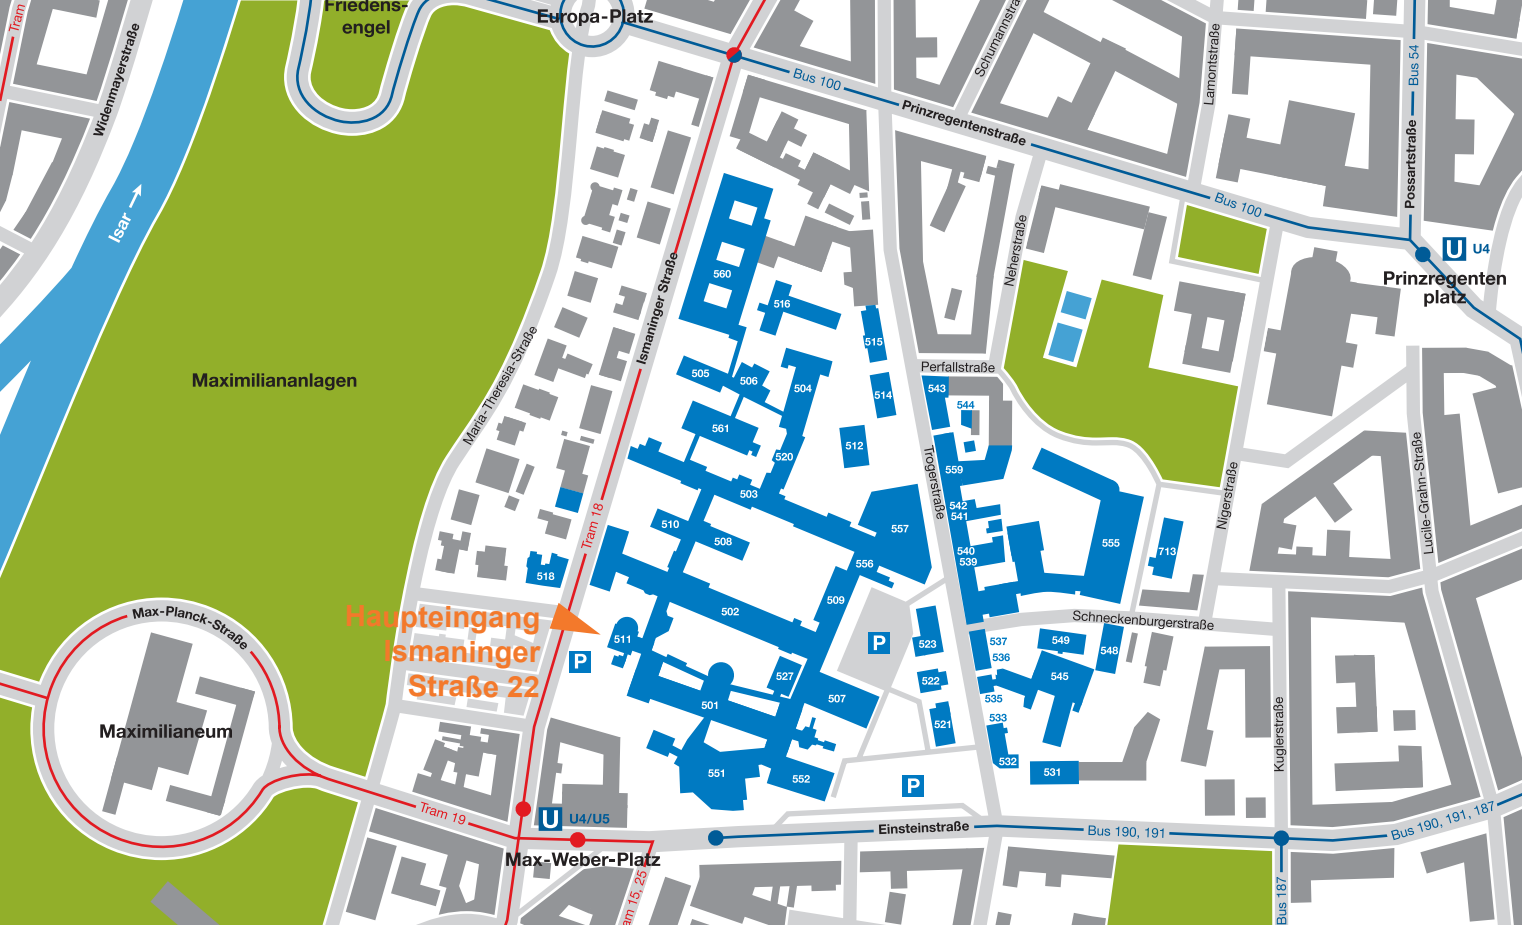 Friedens-
engel
Europa-Platz
Tram
Widenmayerstraße
Isar
Bus 100
Prinzregentenstraße
Schumannstra
Lamontstraße
Bus 54
Possartstraße
Bus 100
U U4
Prinzregenten
platz
Neherstraße
Ismaninger Straße
Maria-Theresia-Straße
Maximiliananlagen
560
516
515
505
506
504
514
561
520
512
503
510
508
557
556
518
502
509
511
527
507
501
551
552
Perfallstraße
543
544
Trogerstraße
559
542
541
540
539
555
713
Nigerstraße
Lucile-Grahn-Straße
Schneckenburgerstraße
537
536
549
548
545
535
533
532
531
523
522
521
P
P
P
Tram 18
Haupteingang
Ismaninger
Straße 22
Max-Planck-Straße
Maximilianeum
Tram 19
U U4/U5
Max-Weber-Platz
Einsteinstraße
Bus 190, 191
Kuglerstraße
Bus 190, 191, 187
Bus 187
am 15, 25